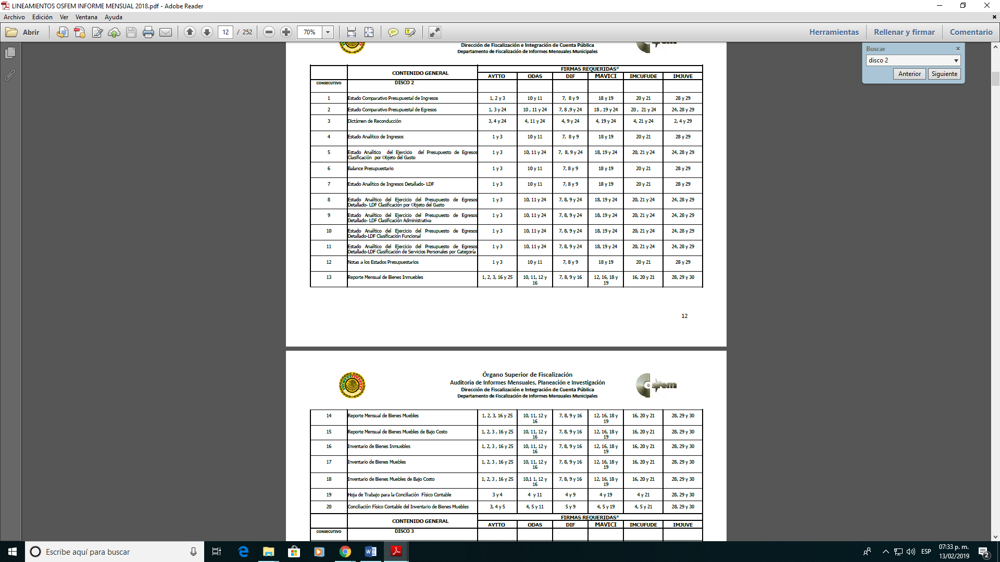 LINEAMIENTOS OSFEM INFORME MENSUAL 2018.pdf - Adobe Reader
Archivo Edición Ver Ventana Ayuda
Abrir 12 / 252 70% Herramientas Rellenar y firmar Comentario
Buscar
disco 2
Anterior Siguiente
Dirección de Fiscalización e Integración de Cuenta Pública
Departamento de Fiscalización de Informes Mensuales Municipales
CONTENIDO GENERAL FIRMAS REQUERIDAS*
AYTTO ODAS DIF MAVICI IMCUFUDE IMJUVE
CONSECUTIVO DISCO 2
1 Estado Comparativo Presupuestal de Ingresos 1, 2 y 3 10 y 11 7, 8 y 9 18 y 19 20 y 21 28 y 29
2 Estado Comparativo Presupuestal de Egresos 1, 3 y 24 10 , 11 y 24 7, 8 ,9 y 24 18 , 19 y 24 20 , 21 y 24 24, 28 y 29
3 Dictámen de Reconducción 3, 4 y 24 4, 11 y 24 4, 9 y 24 4, 19 y 24 4, 21 y 24 2, 4 y 29
4 Estado Analítico de Ingresos 1 y 3 10 y 11 7, 8 y 9 18 y 19 20 y 21 28 y 29
5 Estado Analítico del Ejercicio del Presupuesto de Egresos 1 y 3 10, 11 y 24 7, 8, 9 y 24 18, 19 y 24 20, 21 y 24 24, 28 y 29
Clasificación por Objeto del Gasto
6 Balance Presupuestario 1 y 3 10 y 11 7, 8 y 9 18 y 19 20 y 21 28 y 29
7 Estado Analítico de Ingresos Detallado- LDF 1 y 3 10 y 11 7, 8 y 9 18 y 19 20 y 21 28 y 29
8 Estado Analítico del Ejercicio del Presupuesto de Egresos 1 y 3 10, 11 y 24 7, 8, 9 y 24 18, 19 y 24 20, 21 y 24 24, 28 y 29
Detallado- LDF Clasificación por Objeto del Gasto
9 Estado Analítico del Ejercicio del Presupuesto de Egresos 1 y 3 10, 11 y 24 7, 8, 9 y 24 18, 19 y 24 20, 21 y 24 24, 28 y 29
Detallado- LDF Clasificación Administrativa
10 Estado Analítico del Ejercicio del Presupuesto de Egresos 1 y 3 10, 11 y 24 7, 8, 9 y 24 18, 19 y 24 20, 21 y 24 24, 28 y 29
Detallado-LDF Clasificación Funcional
11 Estado Analítico del Ejercicio del Presupuesto de Egresos 1 y 3 10, 11 y 24 7, 8, 9 y 24 18, 19 y 24 20, 21 y 24 24, 28 y 29
Detallado-LDF Clasificación de Servicios Personales por Categoría
12 Notas a los Estados Presupuestarios 1 y 3 10 y 11 7, 8 y 9 18 y 19 20 y 21 28 y 29
13 Reporte Mensual de Bienes Inmuebles 1, 2, 3, 16 y 25 10, 11, 12 y 7, 8, 9 y 16 12, 16, 18 y 16, 20 y 21 28, 29 y 30
16 19
12
Órgano Superior de Fiscalización
Auditoría de Informes Mensuales, Planeación e Investigación
Dirección de Fiscalización e Integración de Cuenta Pública
Departamento de Fiscalización de Informes Mensuales Municipales
osfem
14 Reporte Mensual de Bienes Muebles 1, 2, 3, 16 y 25 10, 11, 12 y 7, 8, 9 y 16 12, 16, 18 y 16, 20 y 21 28, 29 y 30
16 19
15 Reporte Mensual de Bienes Muebles de Bajo Costo 1, 2, 3 , 16 y 25 10, 11, 12 y 7, 8, 9 y 16 12, 16, 18 y 16, 20 y 21 28, 29 y 30
16 19
16 Inventario de Bienes Inmuebles 1, 2, 3 , 16 y 25 10, 11, 12 y 7, 8, 9 y 16 12, 16, 18 y 16, 20 y 21 28, 29 y 30
16 19
17 Inventario de Bienes Muebles 1, 2, 3 , 16 y 25 10, 11, 12 y 7, 8, 9 y 16 12, 16, 18 y 16, 20 y 21 28, 29 y 30
16 19
18 Inventario de Bienes Muebles de Bajo Costo 1, 2, 3 , 16 y 25 10,1 1, 12 y 7, 8, 9 y 16 12, 16, 18 y 16, 20 y 21 28, 29 y 30
16 19
19 Hoja de Trabajo para la Conciliación Físico Contable 3 y 4 4 y 11 4 y 9 4 y 19 4 y 21 28, 29 y 30
20 Conciliación Físico Contable del Inventario de Bienes Muebles 3, 4 y 5 4, 5 y 11 5 y 9 4, 5 y 19 4, 5 y 21 28, 29 y 30
CONTENIDO GENERAL FIRMAS REQUERIDAS*
AYTTO ODAS DIF MAVICI IMCUFUDE IMJUVE
CONSECUTIVO DISCO 3
Escribe aquí para buscar ESP 07:33 p. m.
13/02/2019 2